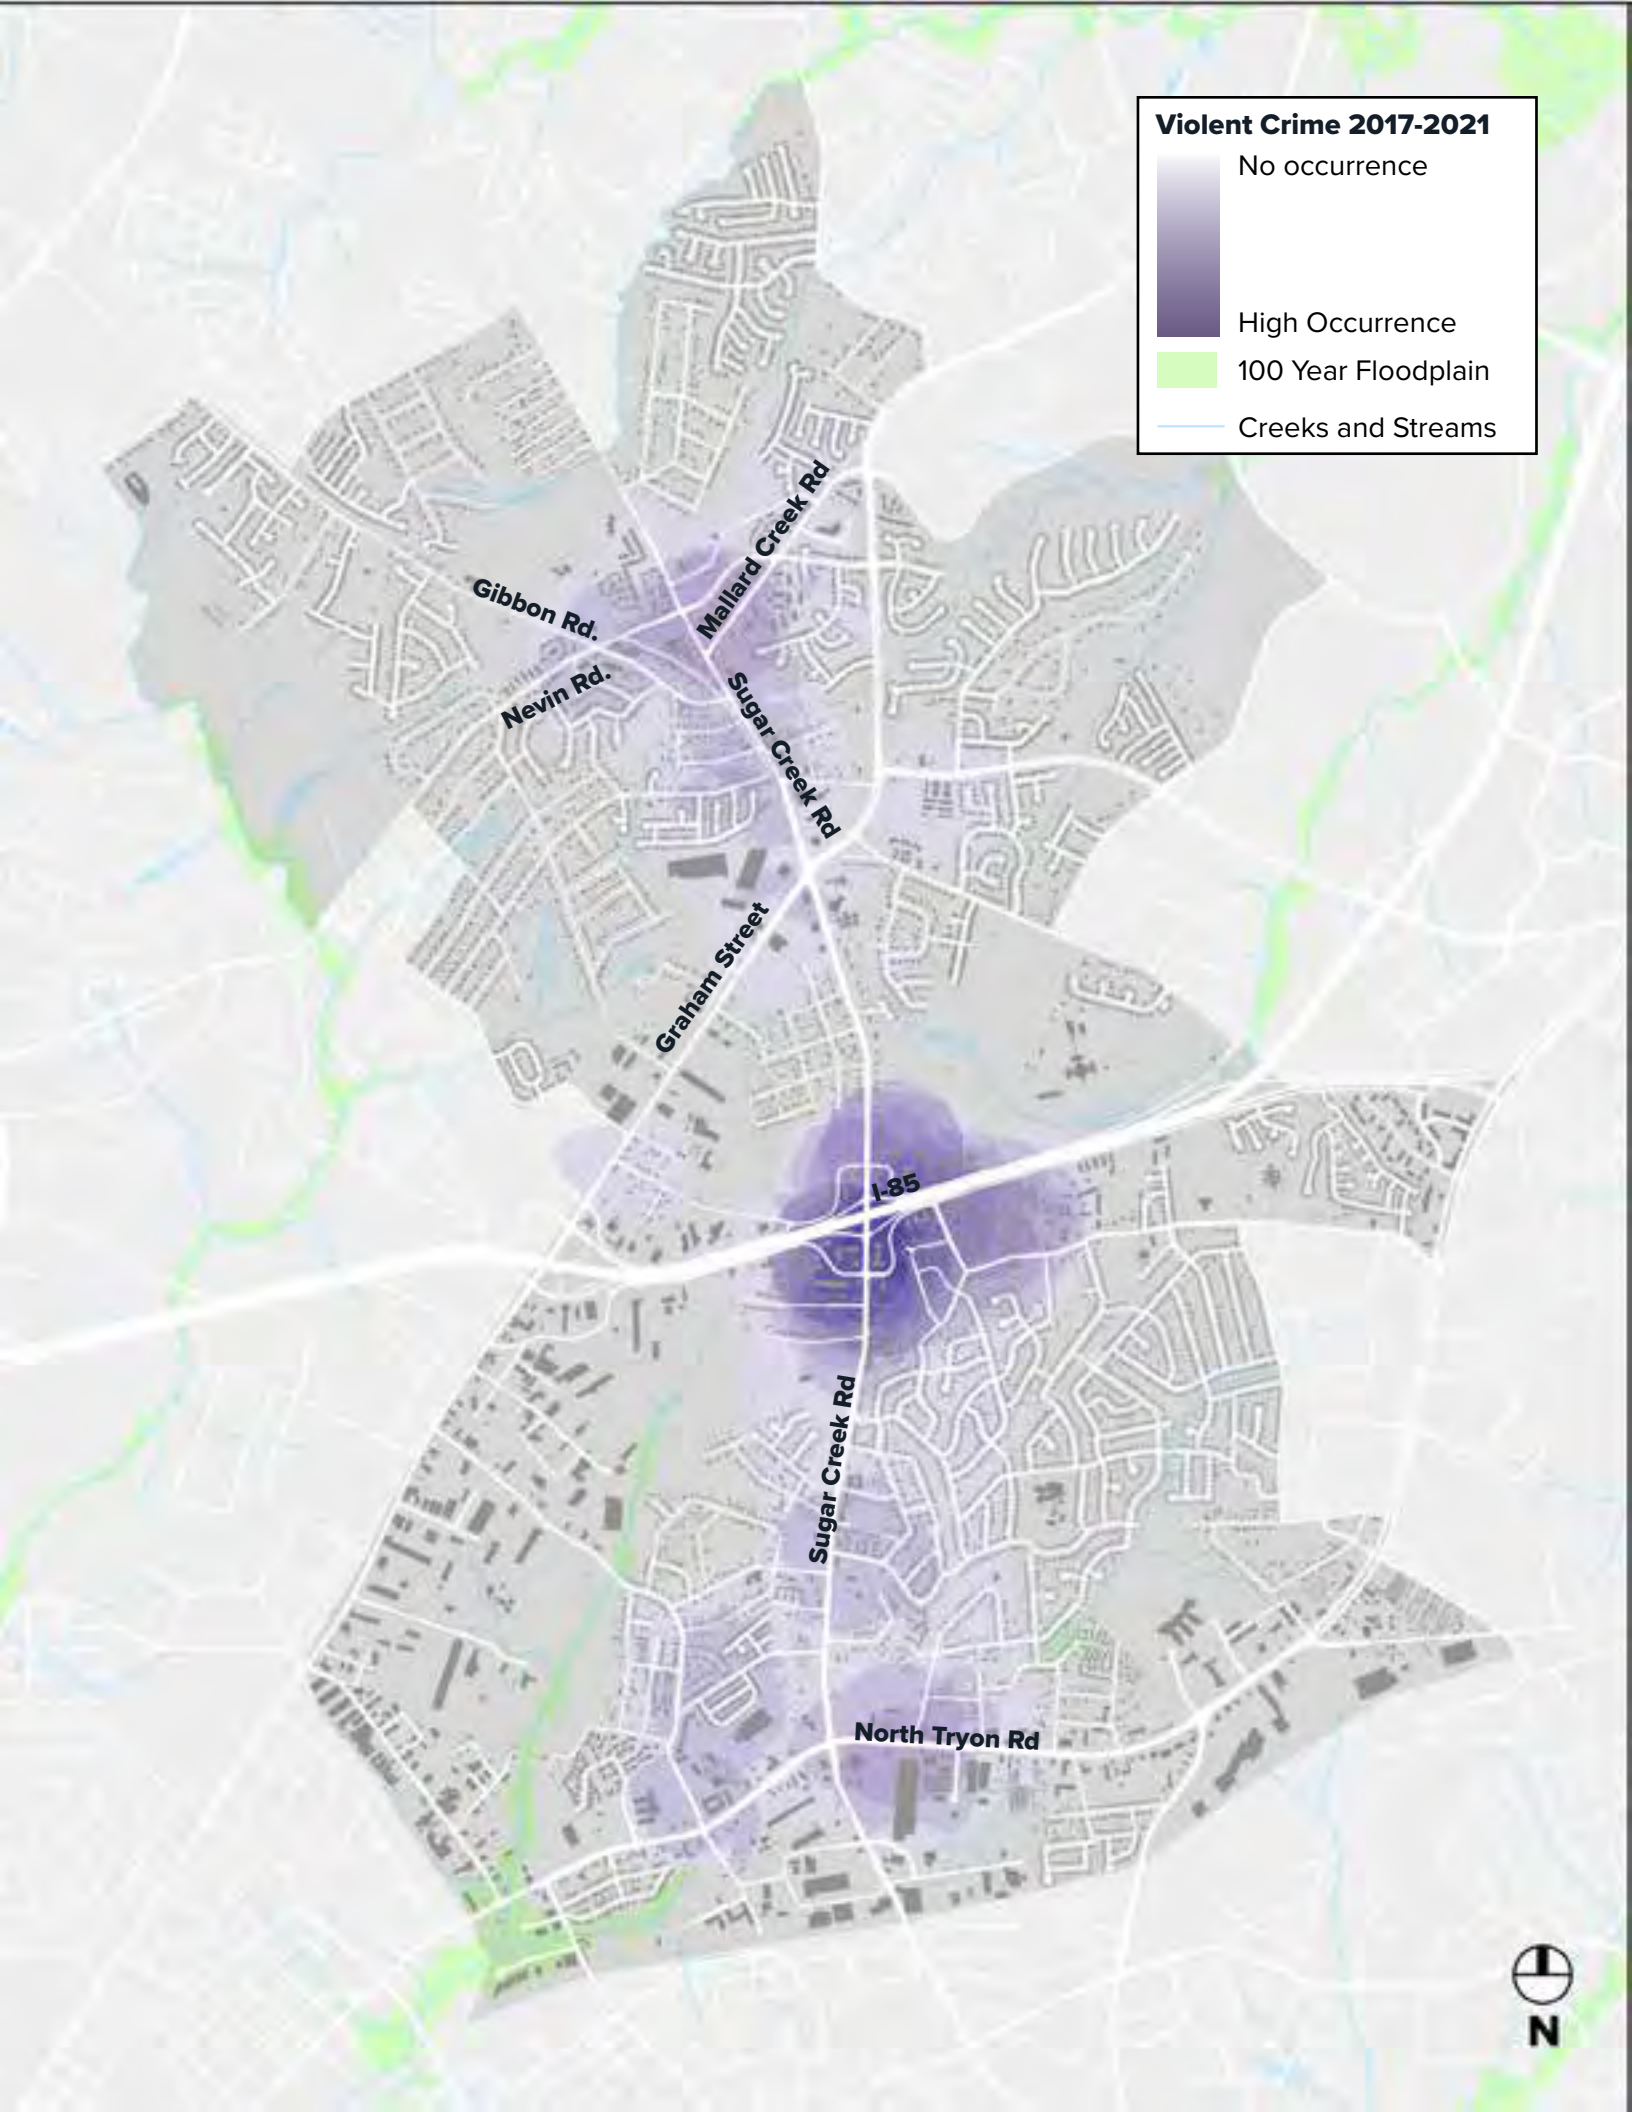 Violent Crime 2017-2021
No occurrence
High Occurrence
100 Year Floodplain
Creeks and Streams
Mallard Creek Rd
Gibbon Rd.
Nevin Rd.
Sugar Creek Rd
Graham Street
I-85
Sugar Creek Rd
North Tryon Rd
N